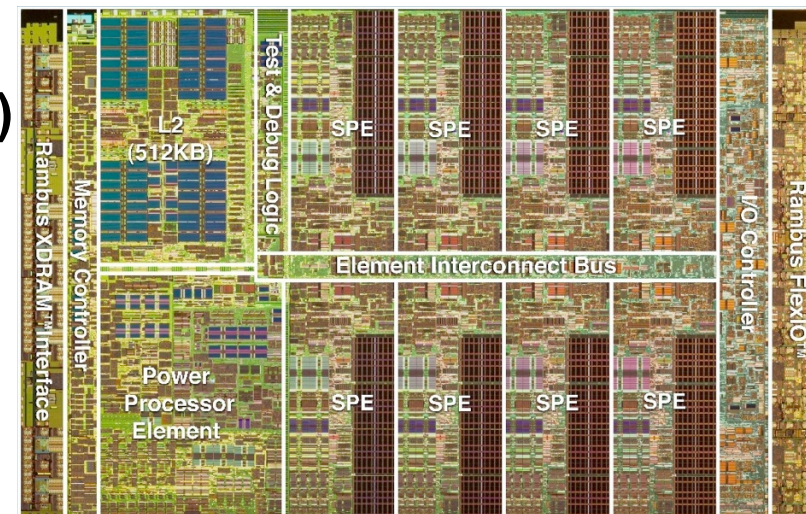 )
Rambus XDRAM™ Interface
Memory Controller
L2
(512KB)
Test & Debug Logic
SPE
SPE
SPE
SPE
I/O Controller
Rambus FlexIO™
Element Interconnect Bus
Power
Processor
Element
SPE
SPE
SPE
SPE